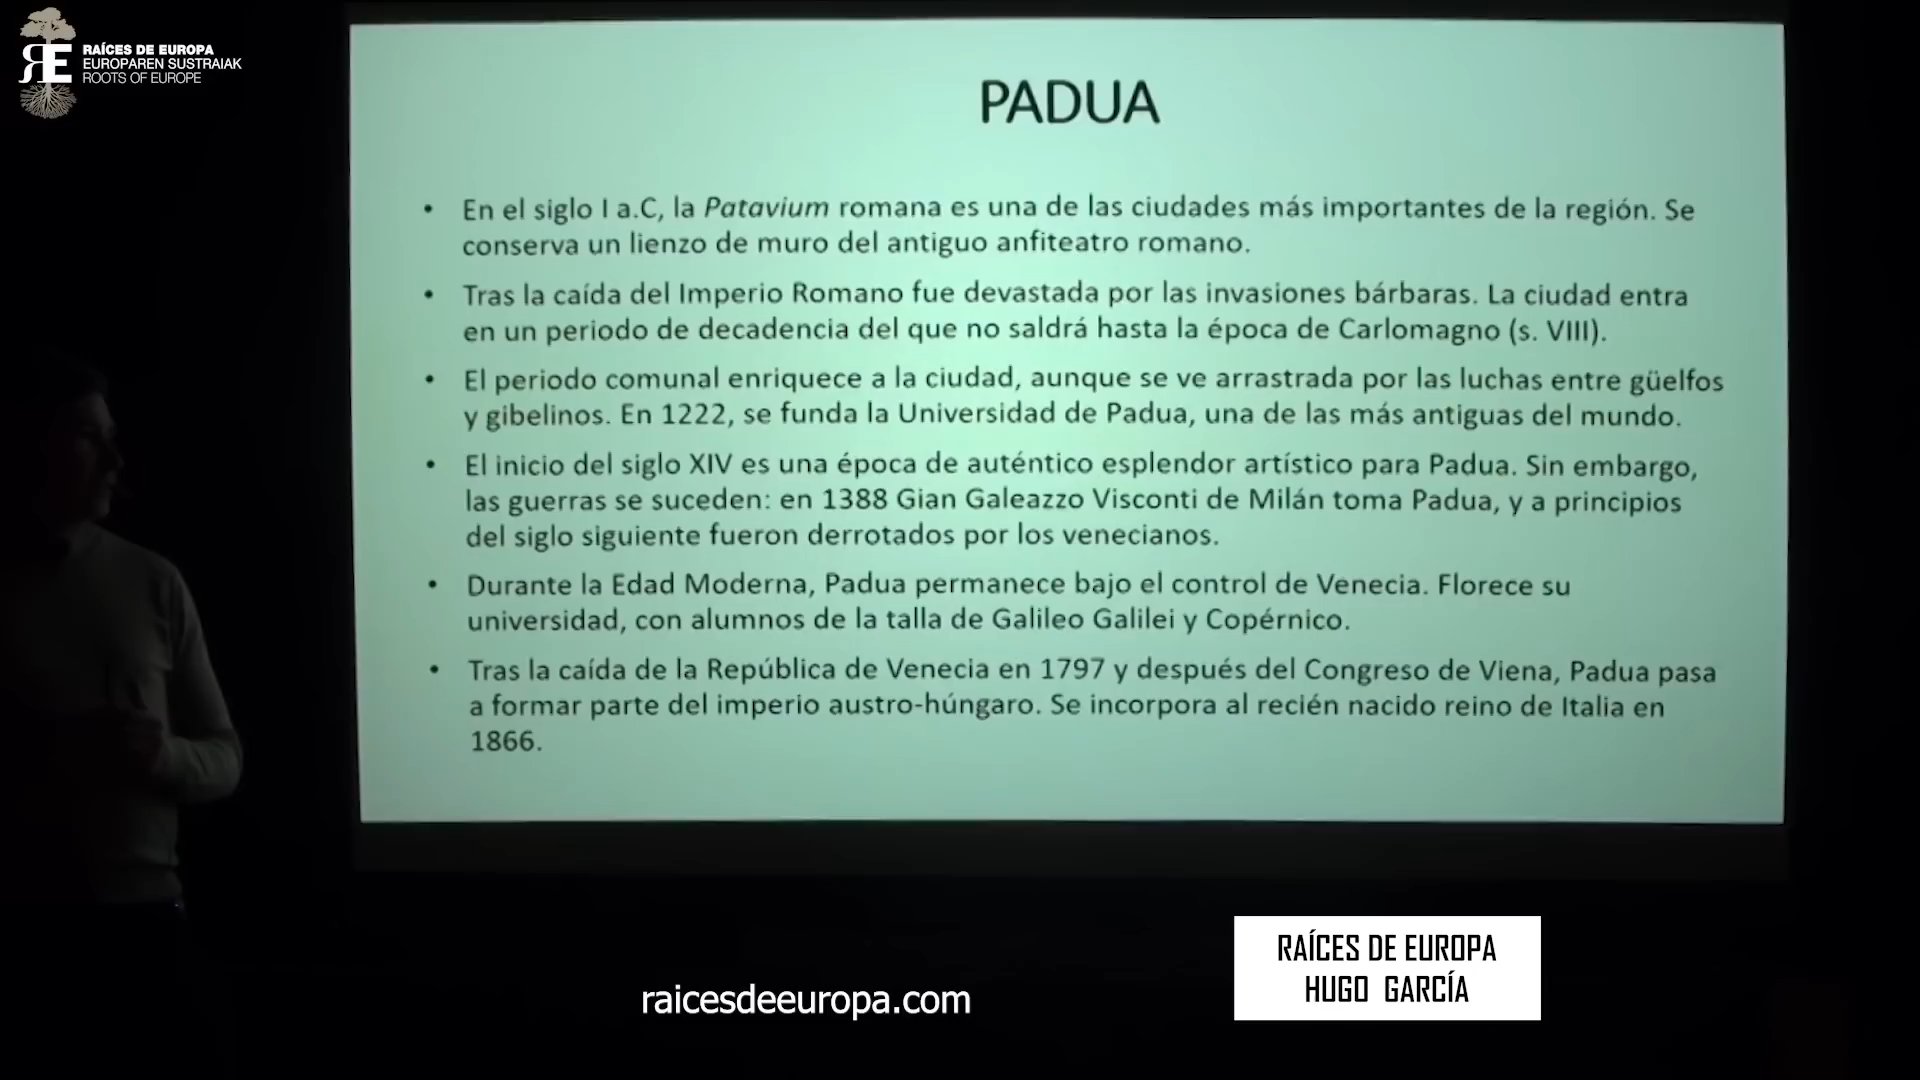 RAÍCES DE EUROPA
EUROPAREN SUSTRAIAK
ROOTS OF EUROPE
PADUA
• En el siglo I a.C, la Patavium romana es una de las ciudades más importantes de la región. Se
conserva un lienzo de muro del antiguo anfiteatro romano.
• Tras la caída del Imperio Romano fue devastada por las invasiones bárbaras. La ciudad entra
en un periodo de decadencia del que no saldrá hasta la época de Carlomagno (s. VIII).
• El periodo comunal enriquece a la ciudad, aunque se ve arrastrada por las luchas entre güelfos
y gibelinos. En 1222, se funda la Universidad de Padua, una de las más antiguas del mundo.
• El inicio del siglo XIV es una época de auténtico esplendor artístico para Padua. Sin embargo,
las guerras se suceden: en 1388 Gian Galeazzo Visconti de Milán toma Padua, y a principios
del siglo siguiente fueron derrotados por los venecianos.
• Durante la Edad Moderna, Padua permanece bajo el control de Venecia. Florece su
universidad, con alumnos de la talla de Galileo Galilei y Copérnico.
• Tras la caída de la República de Venecia en 1797 y después del Congreso de Viena, Padua pasa
a formar parte del imperio austro-húngaro. Se incorpora al recién nacido reino de Italia en
1866.
RAÍCES DE EUROPA
HUGO GARCÍA
raicesdeeuropa.com